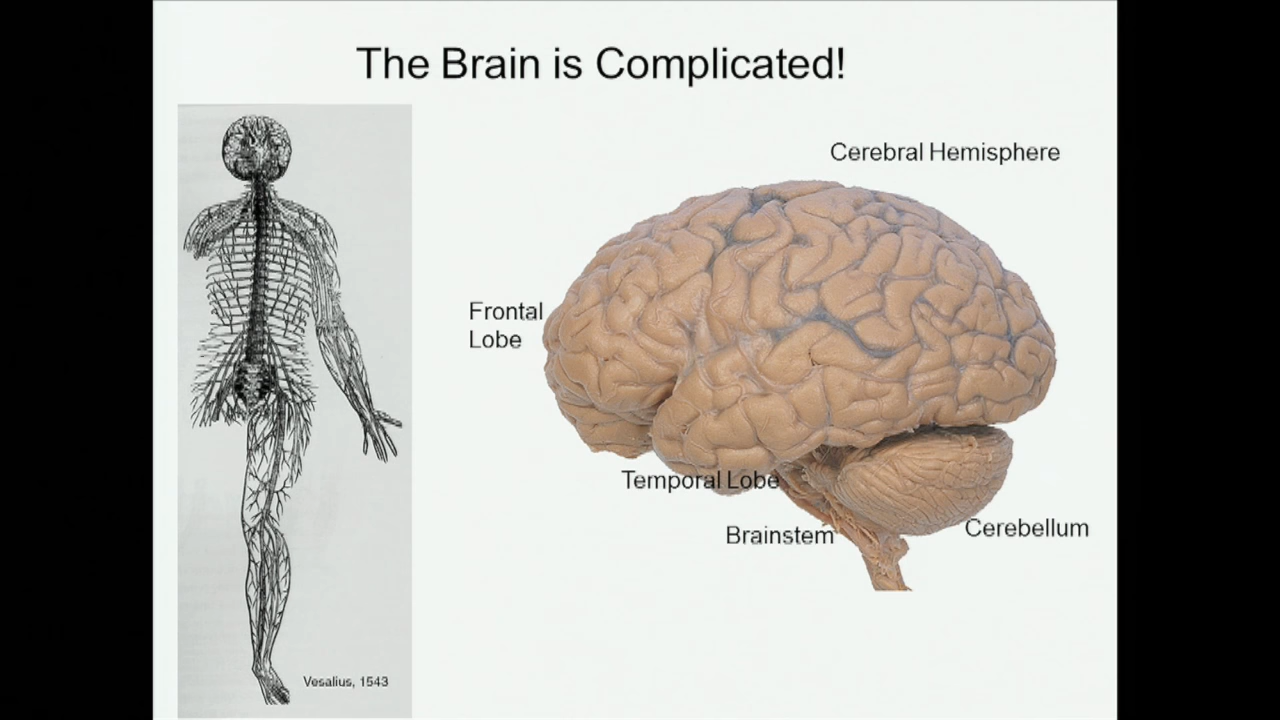 The Brain is Complicated!
Cerebral Hemisphere
Frontal
Lobe
Temporal Lobe
Brainstem
Cerebellum
Vesalius, 1543